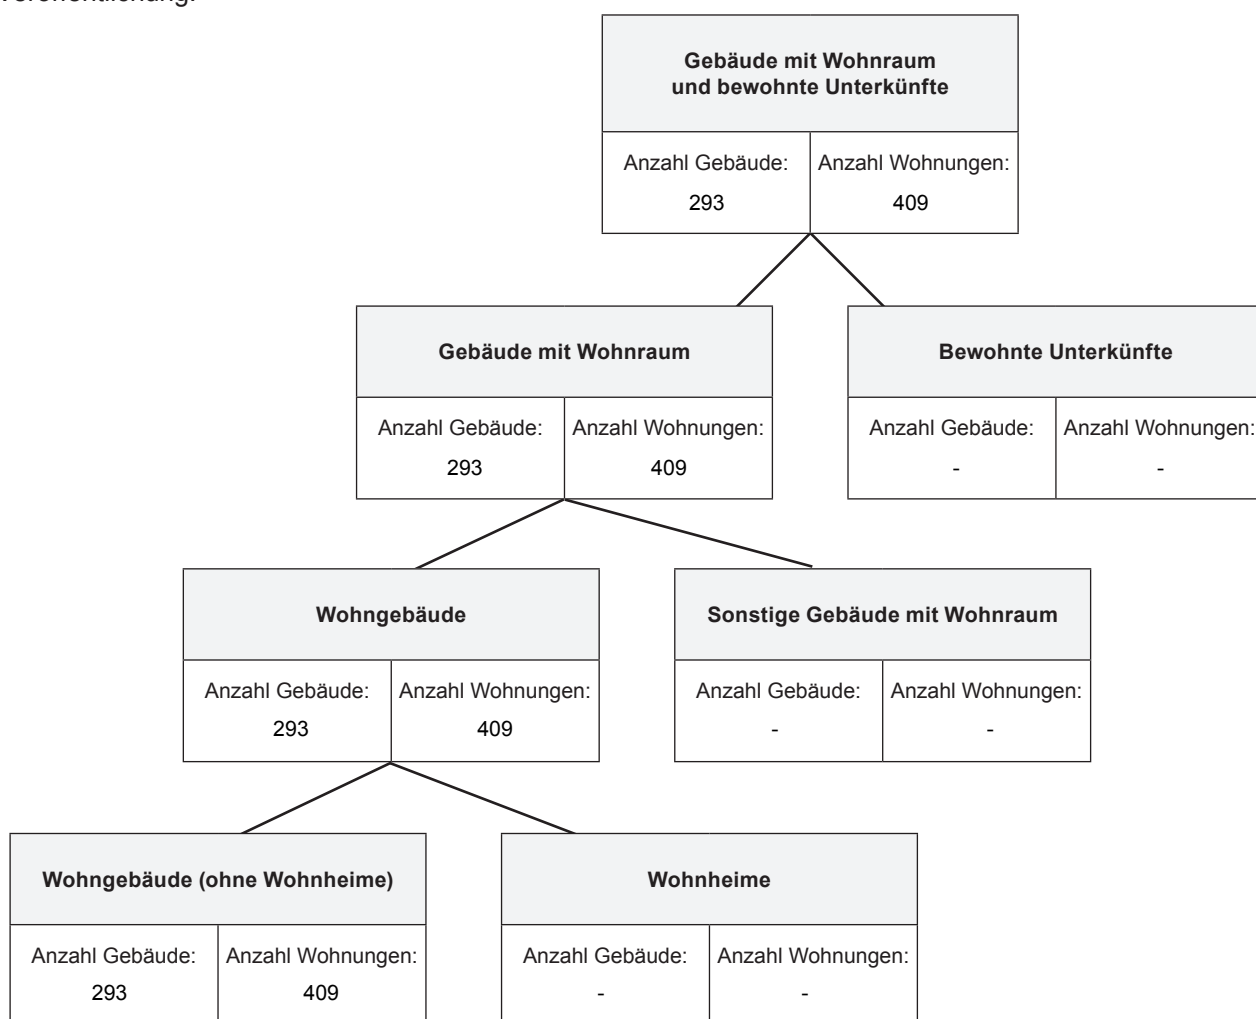 Veröffentlichung.
Gebäude mit Wohnraum
und bewohnte Unterkünfte
Anzahl Gebäude: Anzahl Wohnungen:
293 409
Gebäude mit Wohnraum Bewohnte Unterkünfte
Anzahl Gebäude: Anzahl Wohnungen: Anzahl Gebäude: Anzahl Wohnungen:
293 409 - -
Wohngebäude Sonstige Gebäude mit Wohnraum
Anzahl Gebäude: Anzahl Wohnungen: Anzahl Gebäude: Anzahl Wohnungen:
293 409 - -
Wohngebäude (ohne Wohnheime) Wohnheime
Anzahl Gebäude: Anzahl Wohnungen: Anzahl Gebäude: Anzahl Wohnungen:
293 409 - -